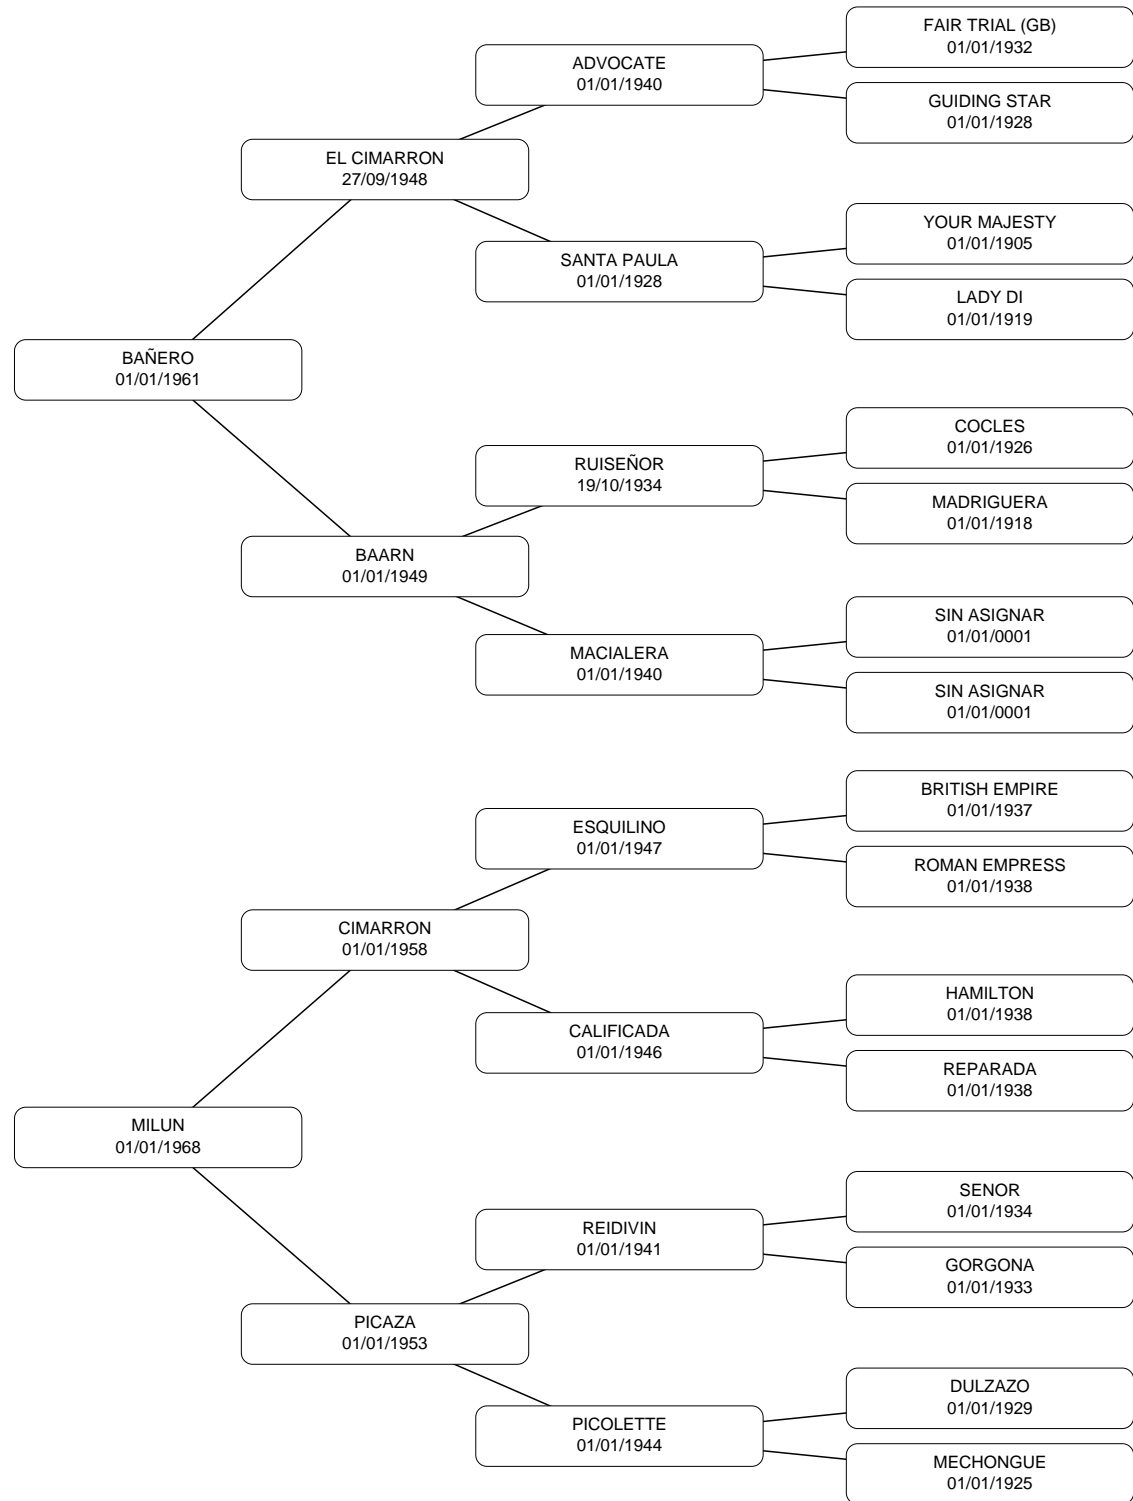 FAIR TRIAL (GB)
01/01/1932
ADVOCATE
01/01/1940
GUIDING STAR
01/01/1928
EL CIMARRON
27/09/1948
YOUR MAJESTY
01/01/1905
SANTA PAULA
01/01/1928
LADY DI
01/01/1919
BAÑERO
01/01/1961
COCLES
01/01/1926
RUISEÑOR
19/10/1934
MADRIGUERA
01/01/1918
BAARN
01/01/1949
SIN ASIGNAR
01/01/0001
MACIALERA
01/01/1940
SIN ASIGNAR
01/01/0001
BRITISH EMPIRE
01/01/1937
ESQUILINO
01/01/1947
ROMAN EMPRESS
01/01/1938
CIMARRON
01/01/1958
HAMILTON
01/01/1938
CALIFICADA
01/01/1946
REPARADA
01/01/1938
MILUN
01/01/1968
SENOR
01/01/1934
REIDIVIN
01/01/1941
GORGONA
01/01/1933
PICAZA
01/01/1953
DULZAZO
01/01/1929
PICOLETTE
01/01/1944
MECHONGUE
01/01/1925